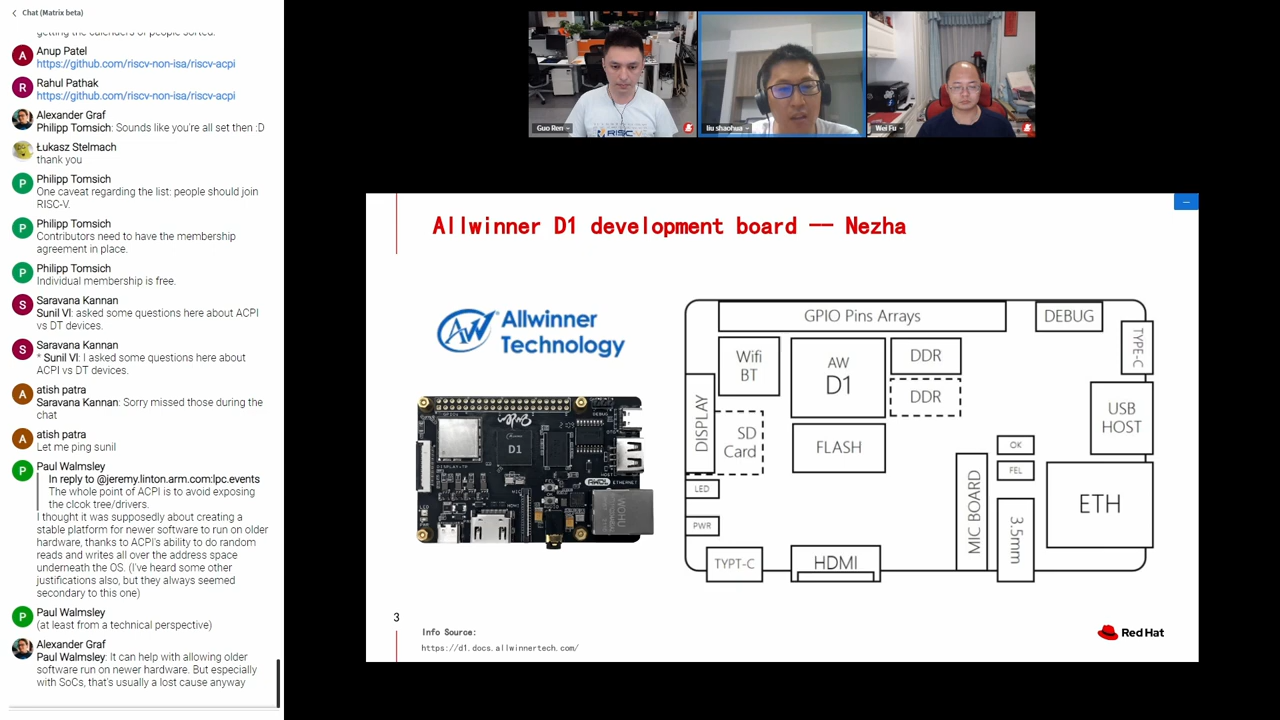 Chat (Matrix beta)
getting the calenders of people sorted.
A Anup Patel
https://github.com/riscv-non-isa/riscv-acpi
R Rahul Pathak
https://github.com/riscv-non-isa/riscv-acpi
Alexander Graf
Philipp Tomsich: Sounds like you're all set then :D
Łukasz Stelmach
thank you
P Philipp Tomsich
One caveat regarding the list: people should join
RISC-V.
P Philipp Tomsich
Contributors need to have the membership
agreement in place.
P Philipp Tomsich
Individual membership is free.
S Saravana Kannan
Sunil Vl: asked some questions here about ACPI
vs DT devices.
S Saravana Kannan
* Sunil Vl: I asked some questions here about
ACPI vs DT devices.
A atish patra
Saravana Kannan: Sorry missed those during the
chat
A atish patra
Let me ping sunil
P Paul Walmsley
In reply to @jeremy.linton.arm.com:lpc.events
The whole point of ACPI is to avoid exposing
the clcok tree/drivers.
I thought it was supposedly about creating a
stable platform for newer software to run on older
hardware, thanks to ACPI's ability to do random
reads and writes all over the address space
underneath the OS. (I've heard some other
justifications also, but they always seemed
secondary to this one)
P Paul Walmsley
(at least from a technical perspective)
Alexander Graf
Paul Walmsley: It can help with allowing older
software run on newer hardware. But especially
with SoCs, that's usually a lost cause anyway
Guo Ren
liu shaohua
Wei Fu
RISC
Allwinner D1 development board -- Nezha
AW Allwinner
Technology
D1
GPIO Pins Arrays
DEBUG
TYPE-C
Wifi
BT
AW
D1
DDR
DDR
DISPLAY
SD
Card
FLASH
USB
HOST
OK
FEL
LED
PWR
MIC BOARD
3.5mm
ETH
TYPT-C
HDMI
3
Info Source:
https://d1.docs.allwinnertech.com/
Red Hat